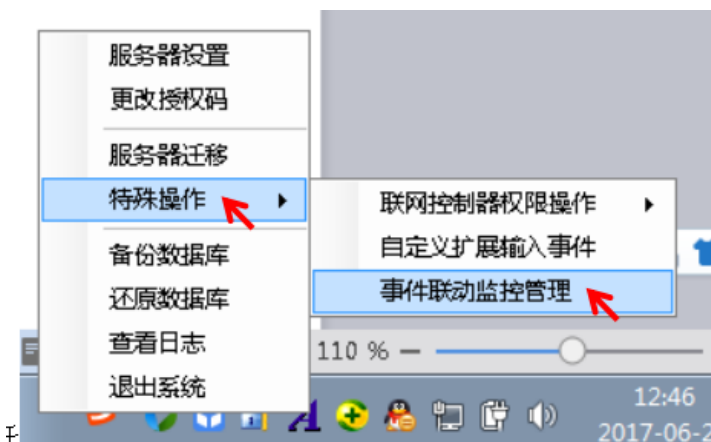 服务器设置
更改授权码
服务器迁移
特殊操作
联网控制器权限操作
自定义扩展输入事件
备份数据库
事件联动监控管理
还原数据库
查看日志
110 %
退出系统
12:46
2017-06-2